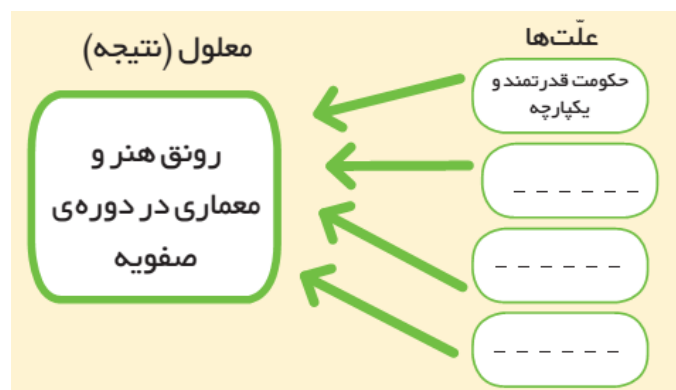 علّت‌ها
حکومت قدرتمند و
یکپارچه
_ _ _ _ _ _
_ _ _ _ _ _
_ _ _ _ _ _
معلول (نتیجه)
رونق هنر و
معماری در دوره‌ی
صفویه